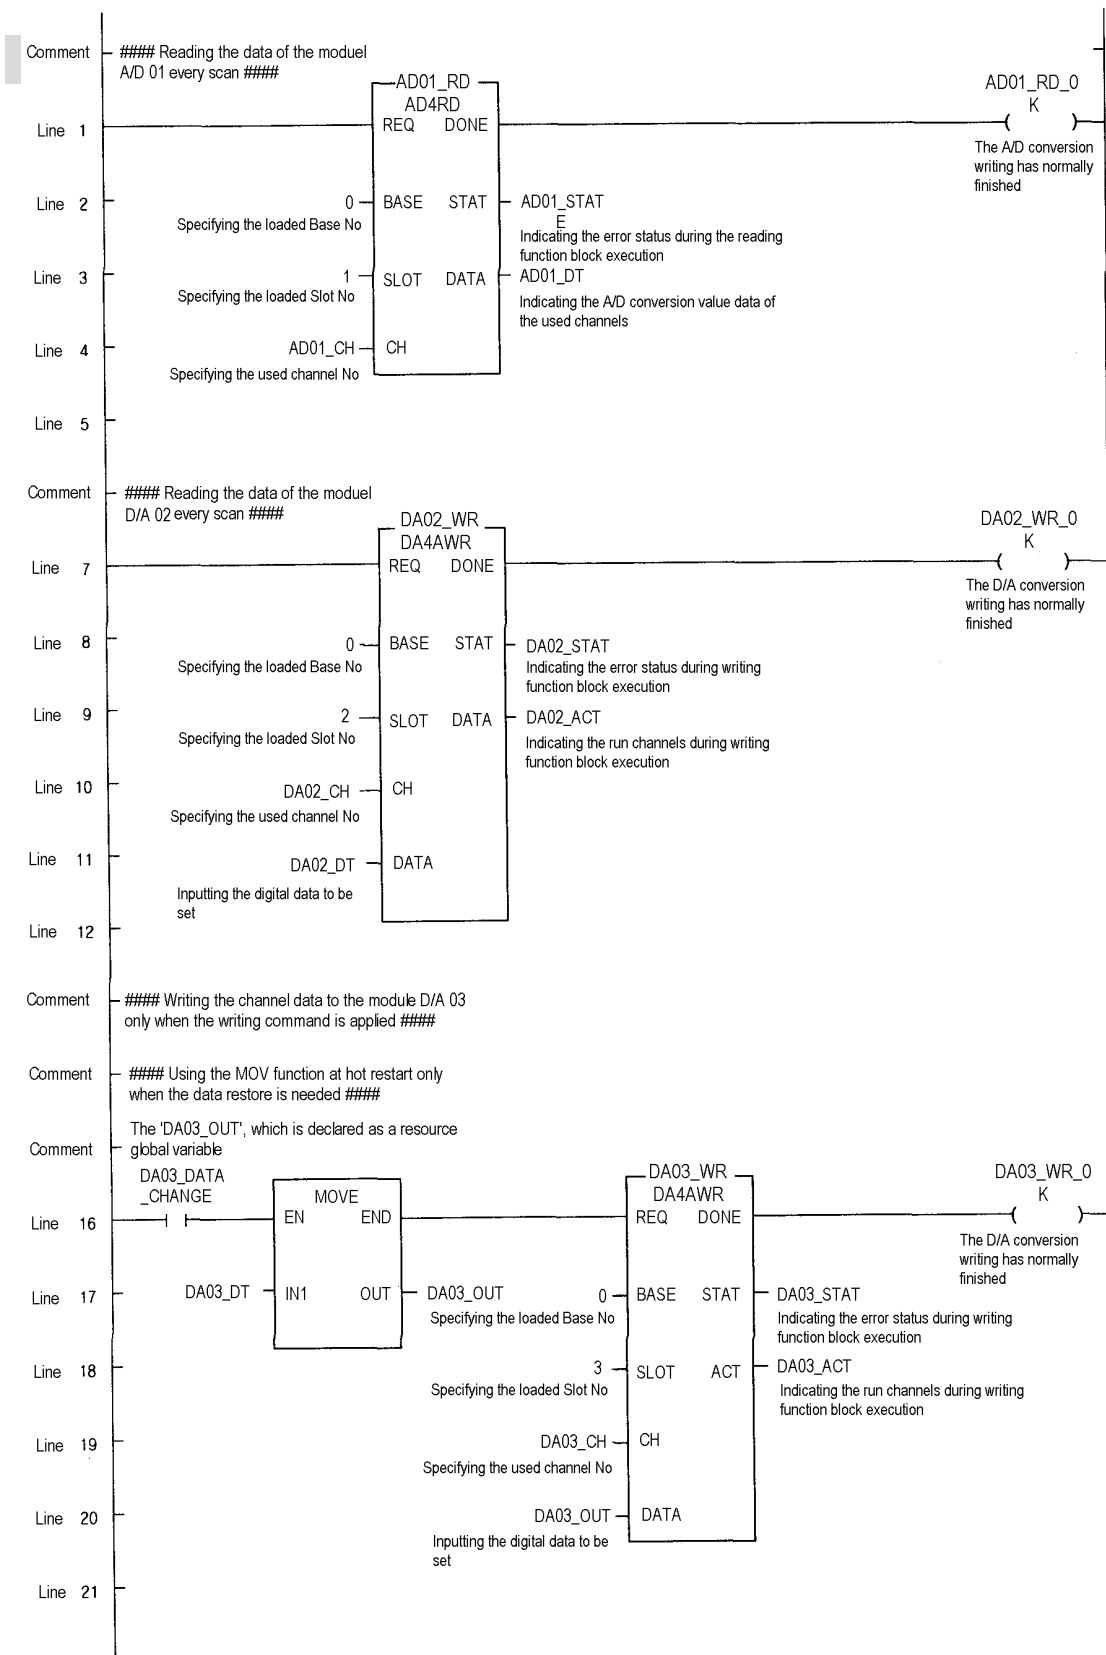 Comment #### Reading the data of the moduel
A/D 01 every scan ####
AD01_RD
AD4RD
AD01_RD_0
K
Line 1 REQ DONE ( )
The A/D conversion
writing has normally
finished
Line 2 0 BASE STAT AD01_STAT
E
Specifying the loaded Base No
Indicating the error status during the reading
function block execution
Line 3 1 SLOT DATA AD01_DT
Specifying the loaded Slot No
Indicating the A/D conversion value data of
the used channels
Line 4 AD01_CH CH
Specifying the used channel No
Line 5
Comment #### Reading the data of the moduel
D/A 02 every scan ####
DA02_WR
DA4AWR
DA02_WR_0
K
Line 7 REQ DONE ( )
The D/A conversion
writing has normally
finished
Line 8 0 BASE STAT DA02_STAT
Specifying the loaded Base No
Indicating the error status during writing
function block execution
Line 9 2 SLOT DATA DA02_ACT
Specifying the loaded Slot No
Indicating the run channels during writing
function block execution
Line 10 DA02_CH CH
Specifying the used channel No
Line 11 DA02_DT DATA
Inputting the digital data to be
set
Line 12
Comment #### Writing the channel data to the module D/A 03
only when the writing command is applied ####
Comment #### Using the MOV function at hot restart only
when the data restore is needed ####
The 'DA03_OUT', which is declared as a resource
Comment global variable
DA03_DATA
_CHANGE
MOVE
DA03_WR
DA4AWR
DA03_WR_0
K
Line 16 EN END REQ DONE ( )
The D/A conversion
writing has normally
finished
Line 17 DA03_DT IN1 OUT DA03_OUT 0 BASE STAT DA03_STAT
Specifying the loaded Base No
Indicating the error status during writing
function block execution
Line 18 3 SLOT ACT DA03_ACT
Specifying the loaded Slot No
Indicating the run channels during writing
function block execution
Line 19 DA03_CH CH
Specifying the used channel No
Line 20 DA03_OUT DATA
Inputting the digital data to be
set
Line 21